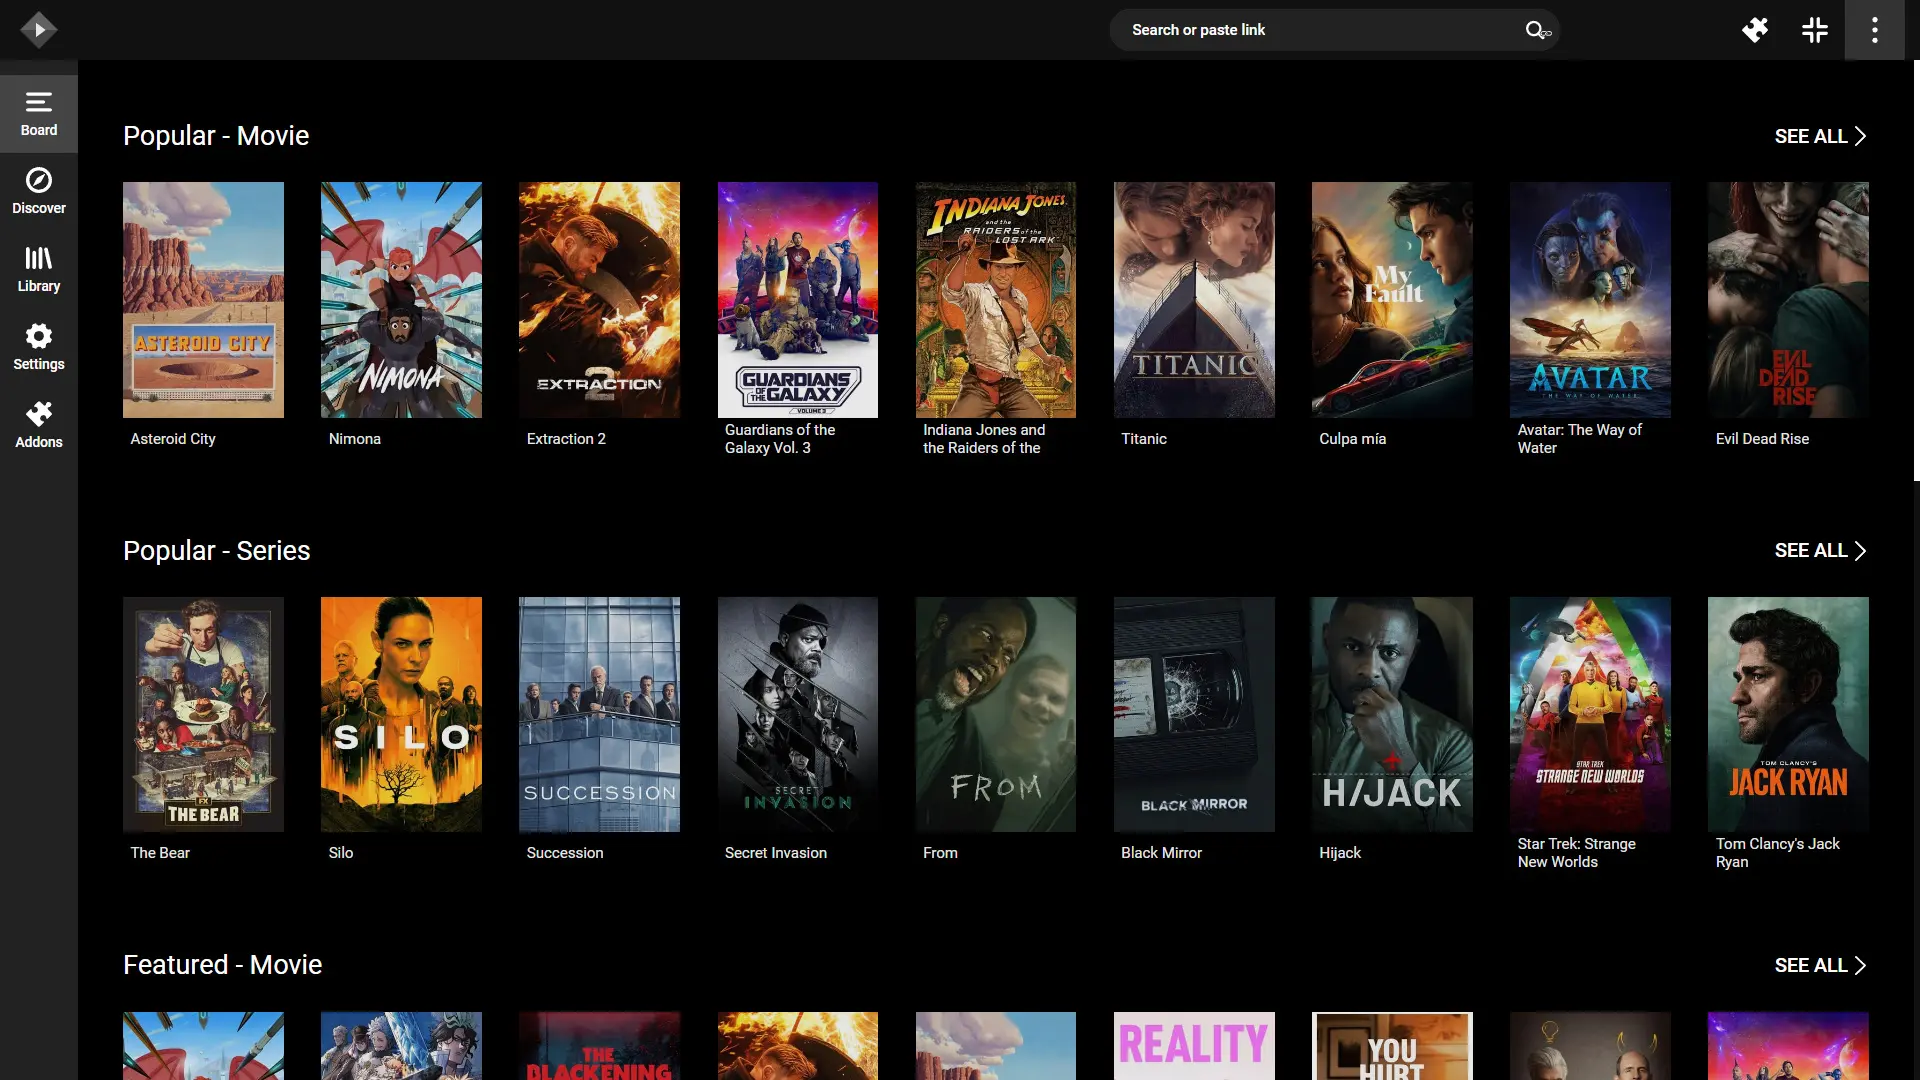 Search or paste link
Board
Discover
Library
Settings
Addons
Popular - Movie
SEE ALL
ASTEROID CITY
NIMONA
EXTRACTION
2
GUARDIANS
OF THE GALAXY
VOLUME 3
INDIANA JONES
and the
RAIDERS of the
LOST ARK
TITANIC
My
Fault
AVATAR
THE WAY OF WATER
EVIL
DEAD
RISE
Asteroid City
Nimona
Extraction 2
Guardians of the
Galaxy Vol. 3
Indiana Jones and
the Raiders of the
Titanic
Culpa mía
Avatar: The Way of
Water
Evil Dead Rise
Popular - Series
SEE ALL
FX
THE BEAR
SILO
SUCCESSION
SECRET
INVASION
FROM
BLACK MIRROR
H/JACK
STAR TREK
STRANGE NEW WORLDS
TOM CLANCY'S
JACK RYAN
The Bear
Silo
Succession
Secret Invasion
From
Black Mirror
Hijack
Star Trek: Strange
New Worlds
Tom Clancy's Jack
Ryan
Featured - Movie
SEE ALL
THE
BLACKENING
REALITY
YOU
HURT